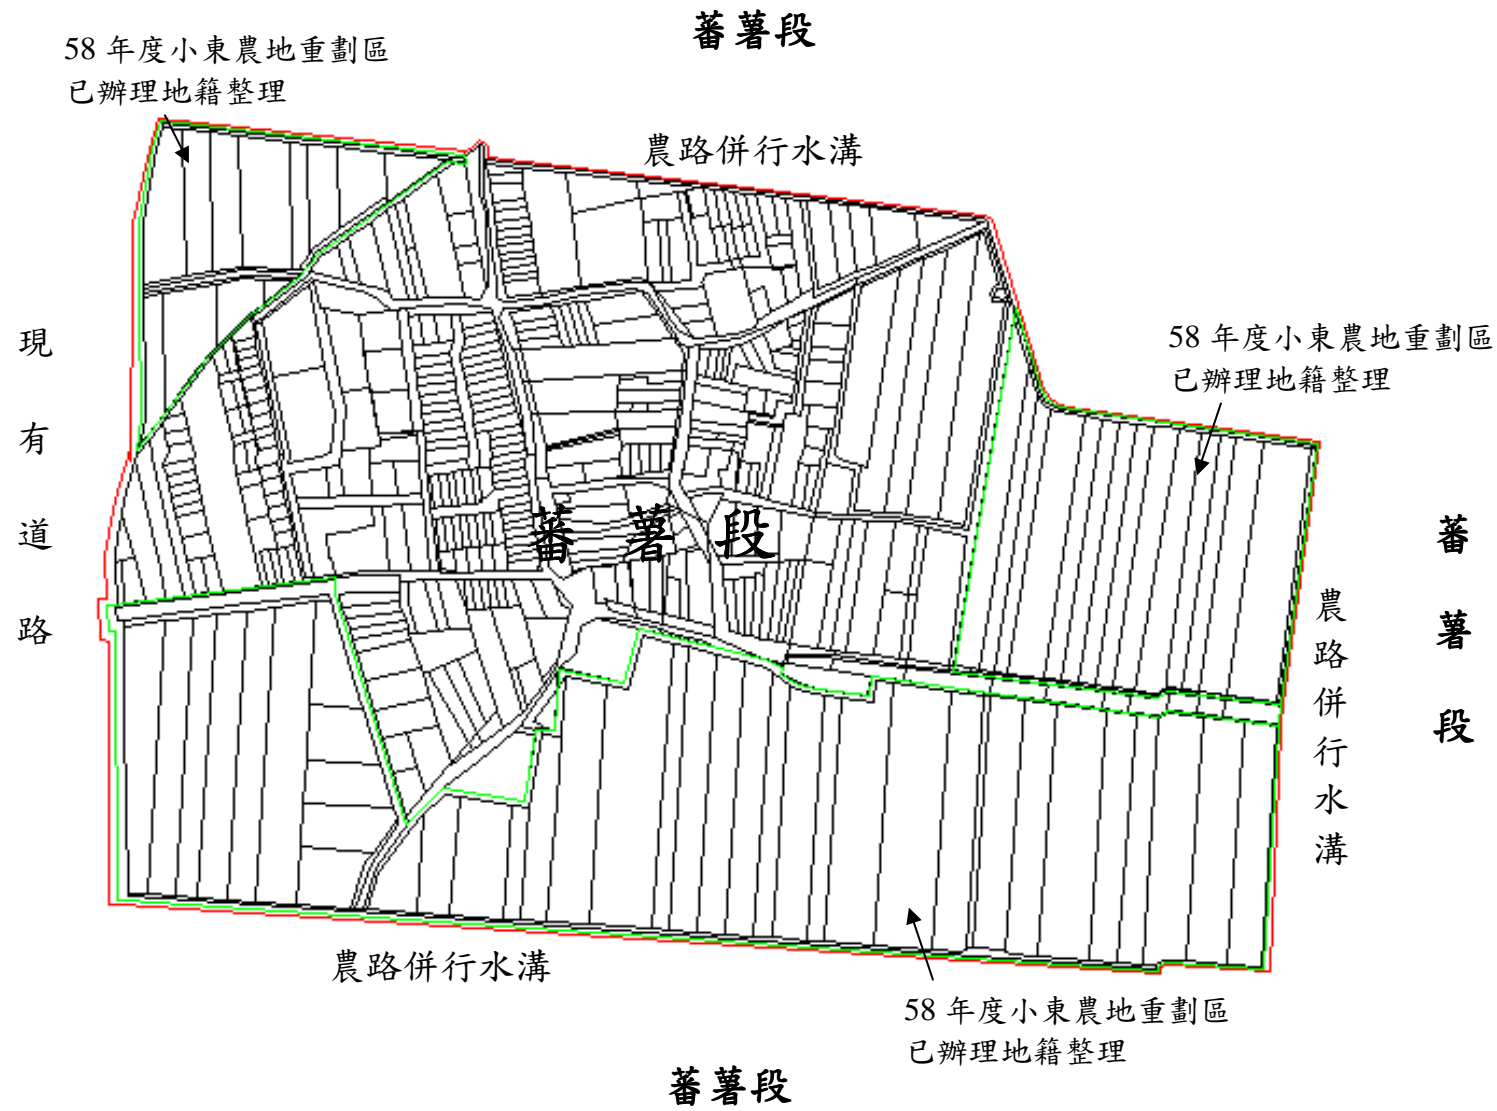 蕃薯段
58 年度小東農地重劃區
已辦理地籍整理
農路併行水溝
現有道路
58 年度小東農地重劃區
已辦理地籍整理
蕃薯段
蕃薯段
農路併行水溝
農路併行水溝
58 年度小東農地重劃區
已辦理地籍整理
蕃薯段